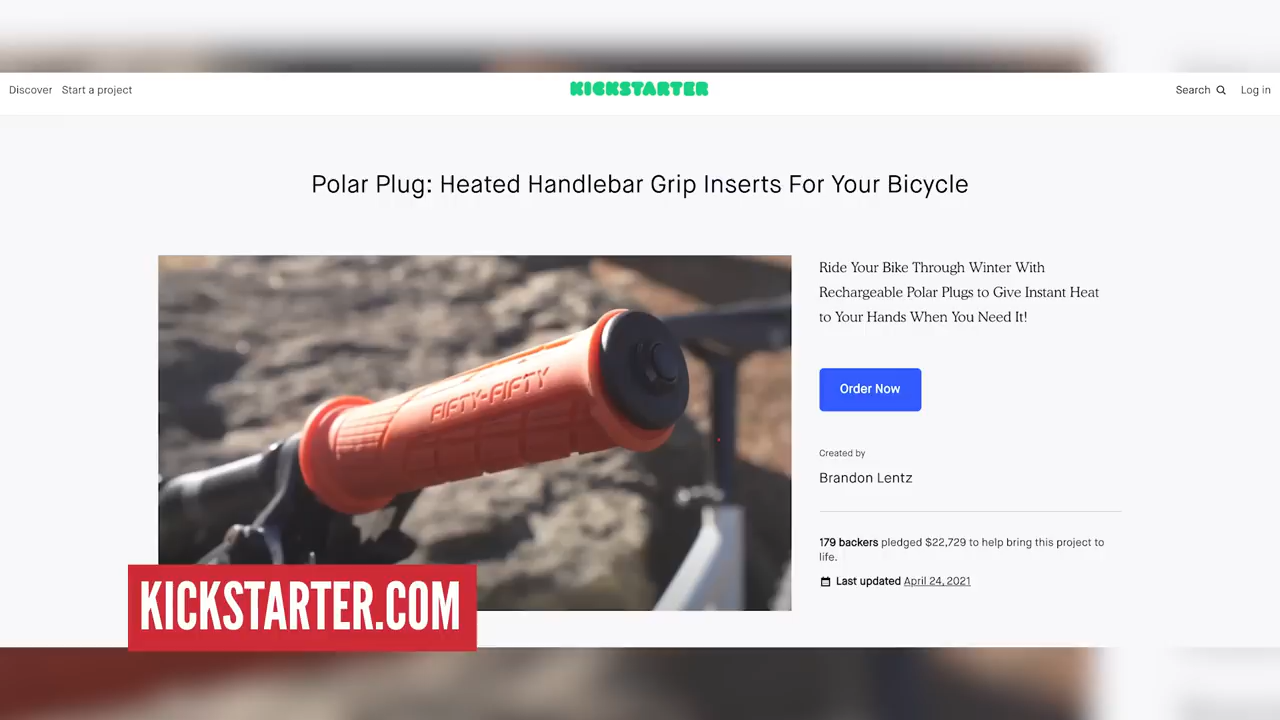 Discover Start a project KICKSTARTER Search Log in
Polar Plug: Heated Handlebar Grip Inserts For Your Bicycle
Ride Your Bike Through Winter With
Rechargeable Polar Plugs to Give Instant Heat
to Your Hands When You Need It!
FIFTY-FIFTY
Order Now
Created by
Brandon Lentz
179 backers pledged $22,729 to help bring this project to
life.
Last updated April 24, 2021
KICKSTARTER.COM